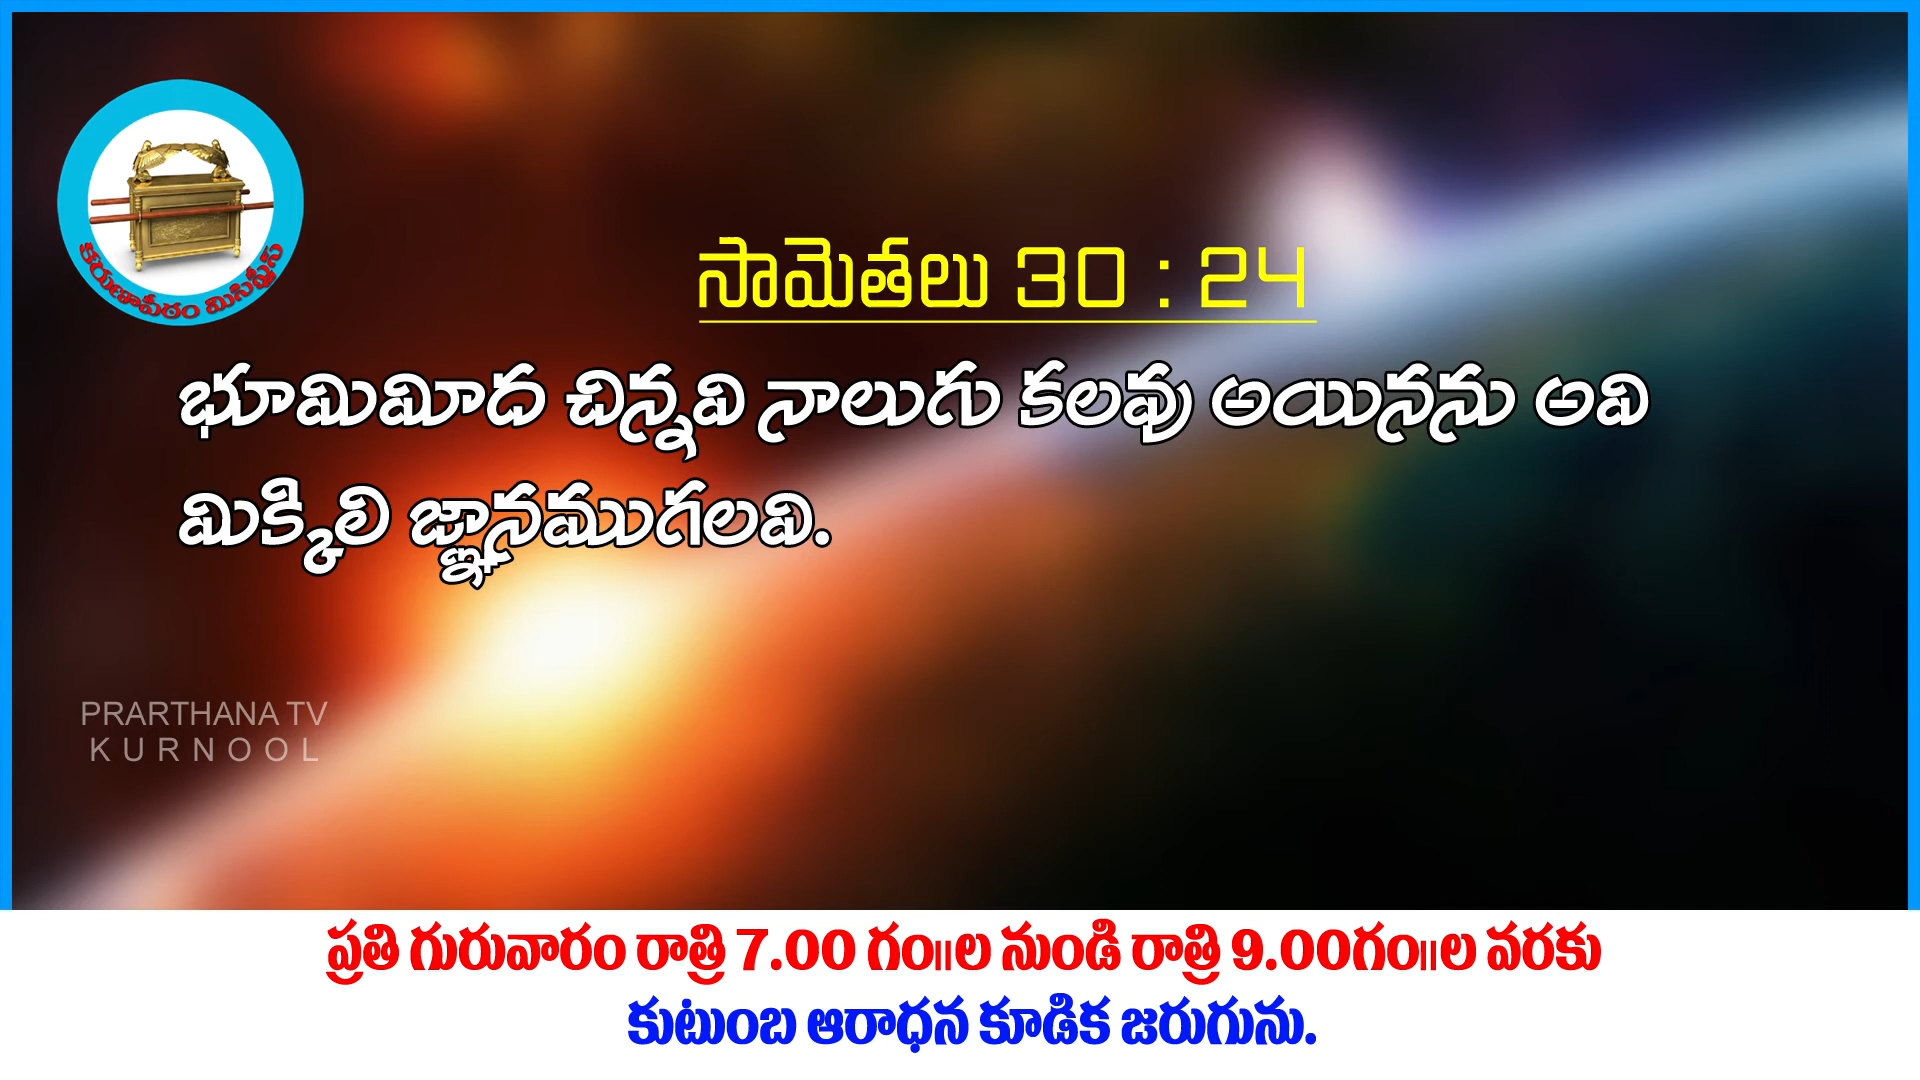 కరుణాపీఠం మినిస్ట్రీస్
సామెతలు 30 : 24
భూమిమీద చిన్నవి నాలుగు కలవు అయినను అవి
మిక్కిలి జ్ఞానముగలవి.
PRARTHANA TV
KURNOOL
ప్రతి గురువారం రాత్రి 7.00 గం॥ల నుండి రాత్రి 9.00గం॥ల వరకు
కుటుంబ ఆరాధన కూడిక జరుగును.